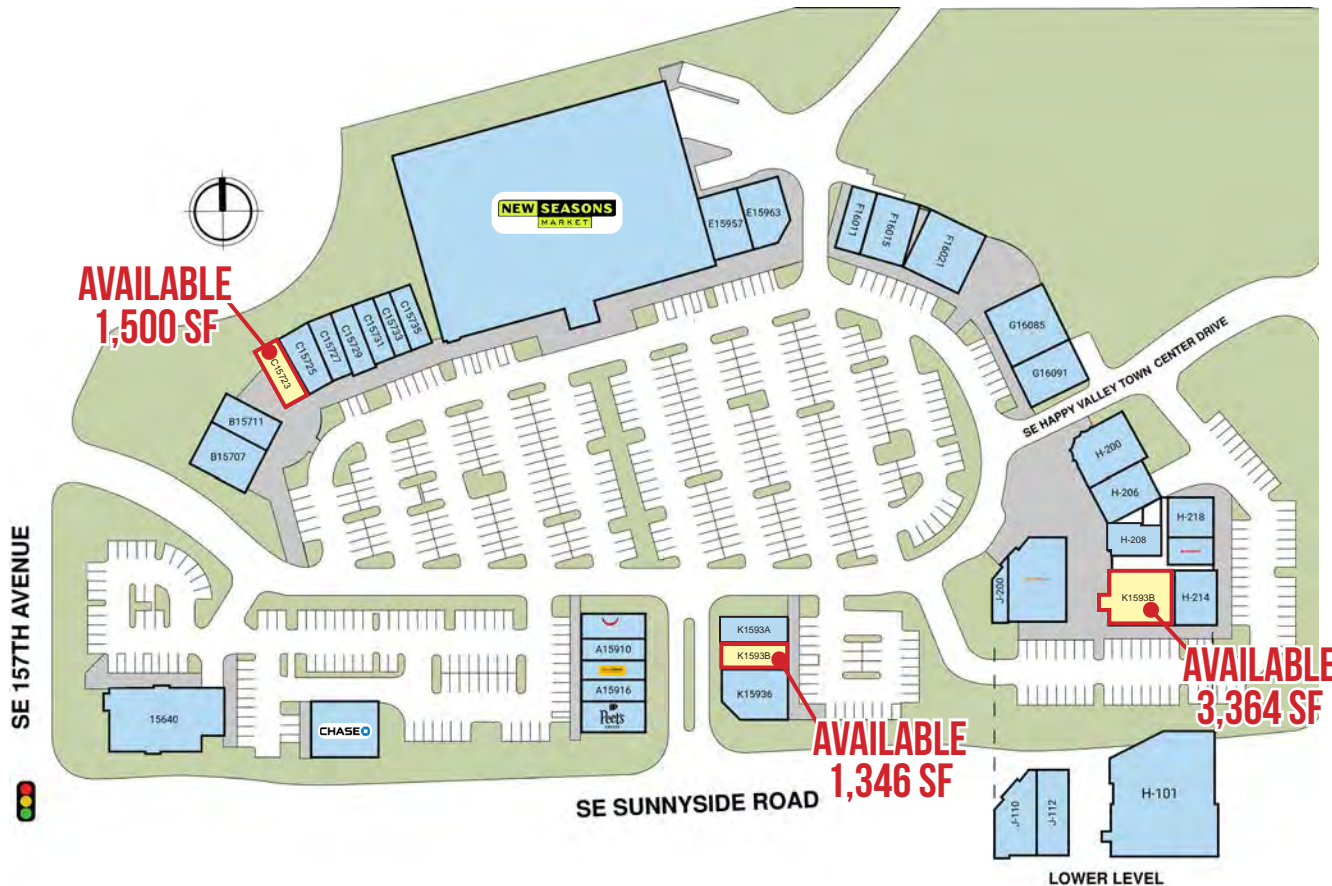 NEW SEASONS
MARKET
E15957
E15963
F16011
F16015
F16021
AVAILABLE
1,500 SF
C15723
C15725
C15727
C15729
C15731
C15733
C15735
G16085
G16091
SE HAPPY VALLEY TOWN CENTER DRIVE
B15711
B15707
H-200
H-206
H-208
H-218
K1593B
H-214
J-200
AVAILABLE
3,364 SF
SE 157TH AVENUE
15640
CHASE
A15910
A15916
Peet's
K1593A
K1593B
K15936
AVAILABLE
1,346 SF
SE SUNNYSIDE ROAD
J-110
J-112
H-101
LOWER LEVEL